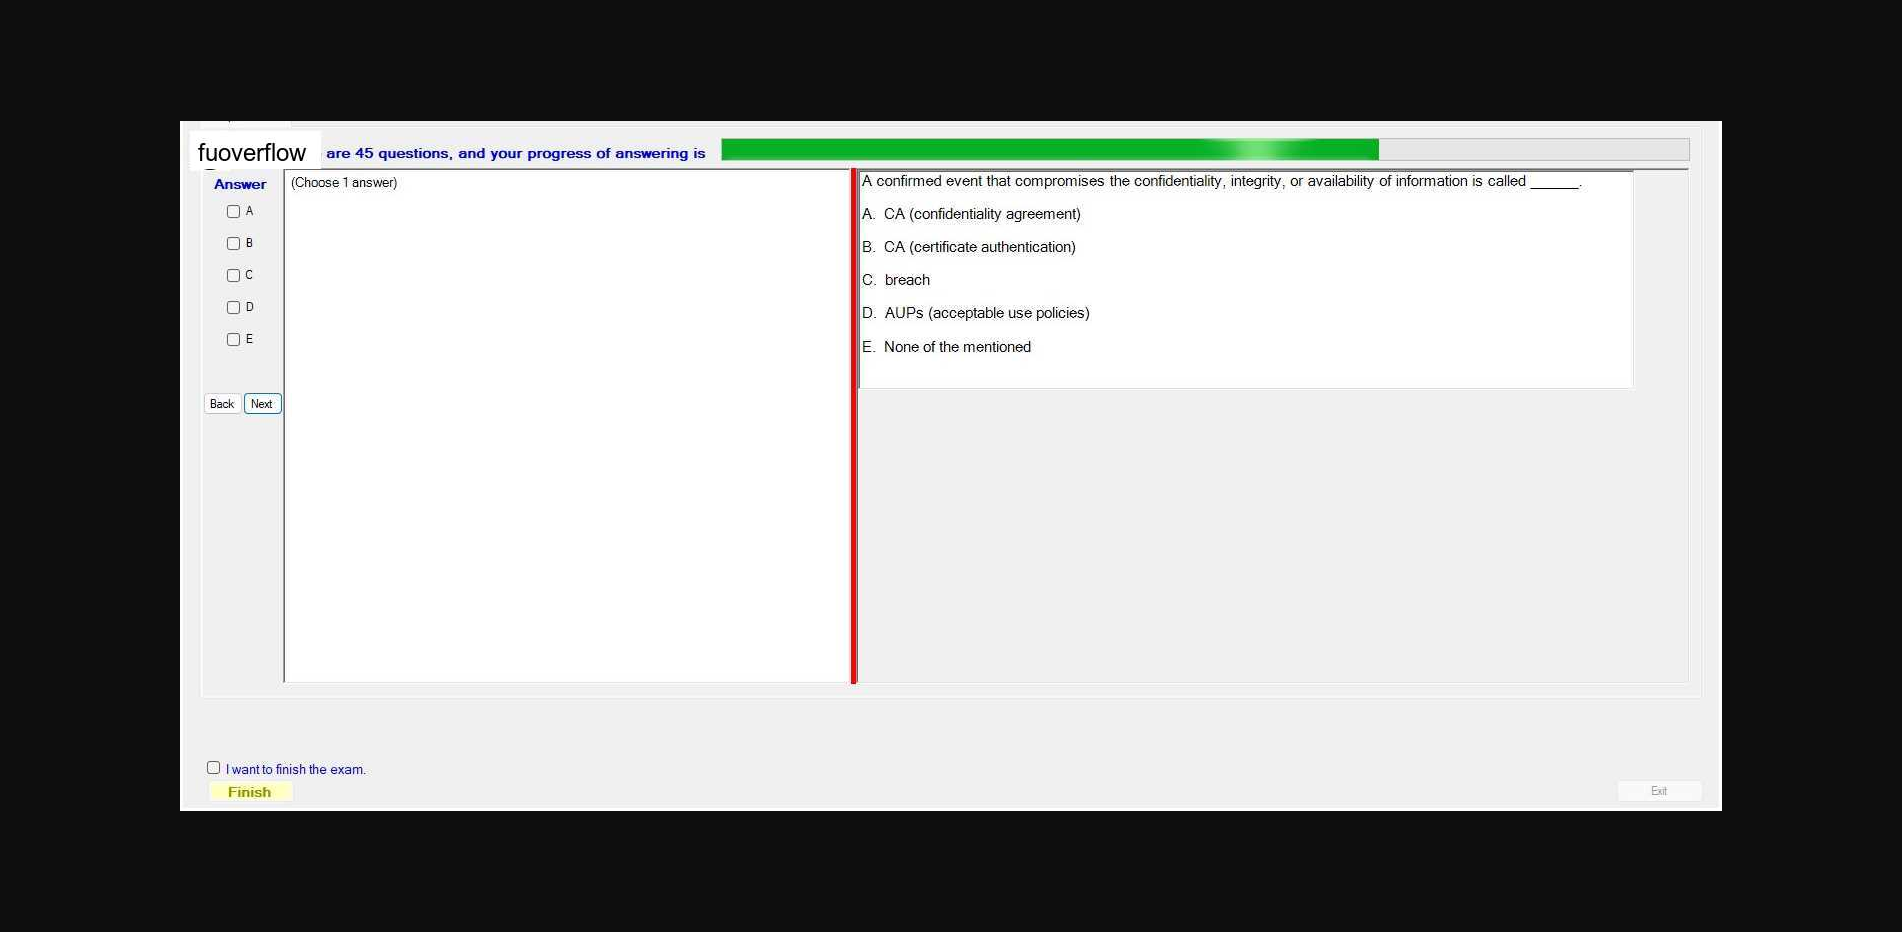 fuoverflow are 45 questions, and your progress of answering is
Answer
A
B
C
D
E
Back Next
(Choose 1 answer)
A confirmed event that compromises the confidentiality, integrity, or availability of information is called ______.
A. CA (confidentiality agreement)
B. CA (certificate authentication)
C. breach
D. AUPs (acceptable use policies)
E. None of the mentioned
I want to finish the exam.
Finish
Exit